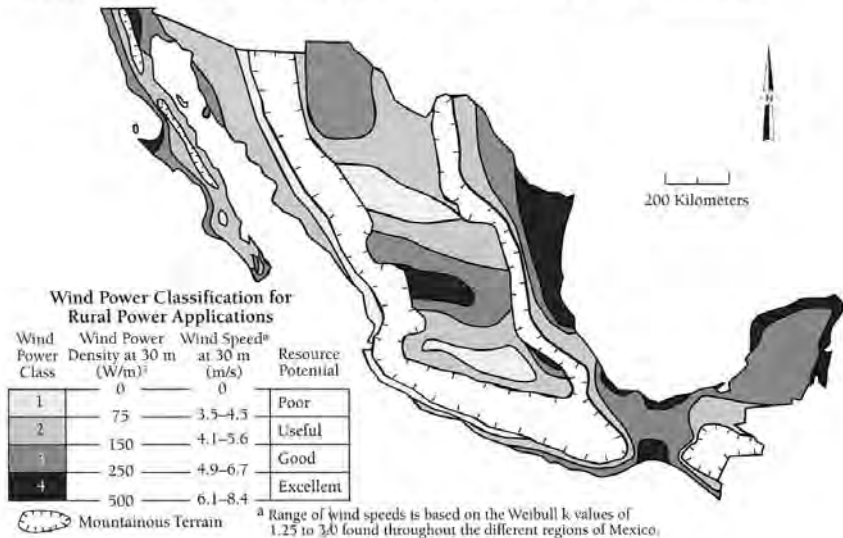 N
200 Kilometers
Wind Power Classification for
Rural Power Applications
Wind Power Class
Wind Power Density at 30 m (W/m)²
Wind Speedᵃ at 30 m (m/s)
Resource Potential
0 0
1 Poor
75 3.5–4.5
2 Useful
150 4.1–5.6
3 Good
250 4.9–6.7
4 Excellent
500 6.1–8.4
Mountainous Terrain
ᵃ Range of wind speeds is based on the Weibull k values of
1.25 to 3.0 found throughout the different regions of Mexico.